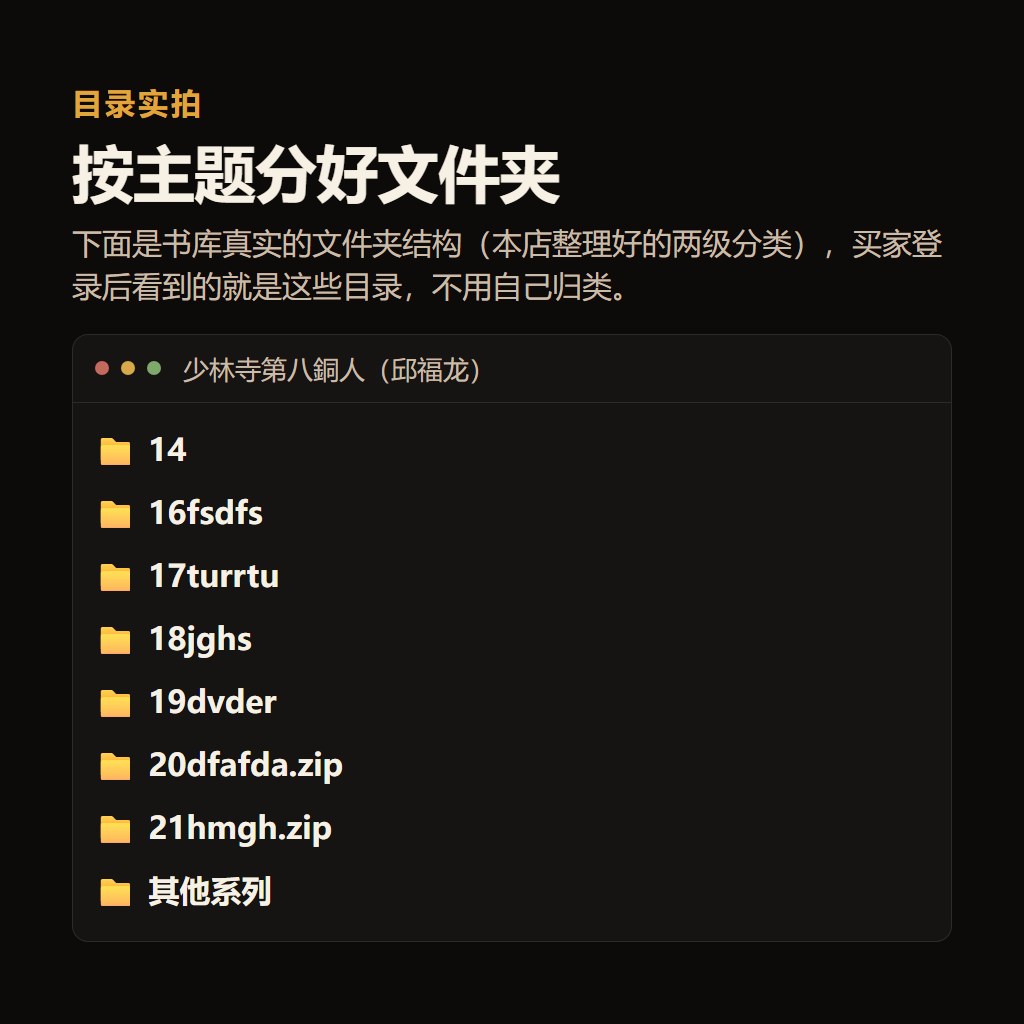 目录实拍
按主题分好文件夹
下面是书库真实的文件夹结构（本店整理好的两级分类），买家登
录后看到的就是这些目录，不用自己归类。
少林寺第八銅人（邱福龙）
14
16fsdfs
17turrtu
18jghs
19dvder
20dfafda.zip
21hmgh.zip
其他系列